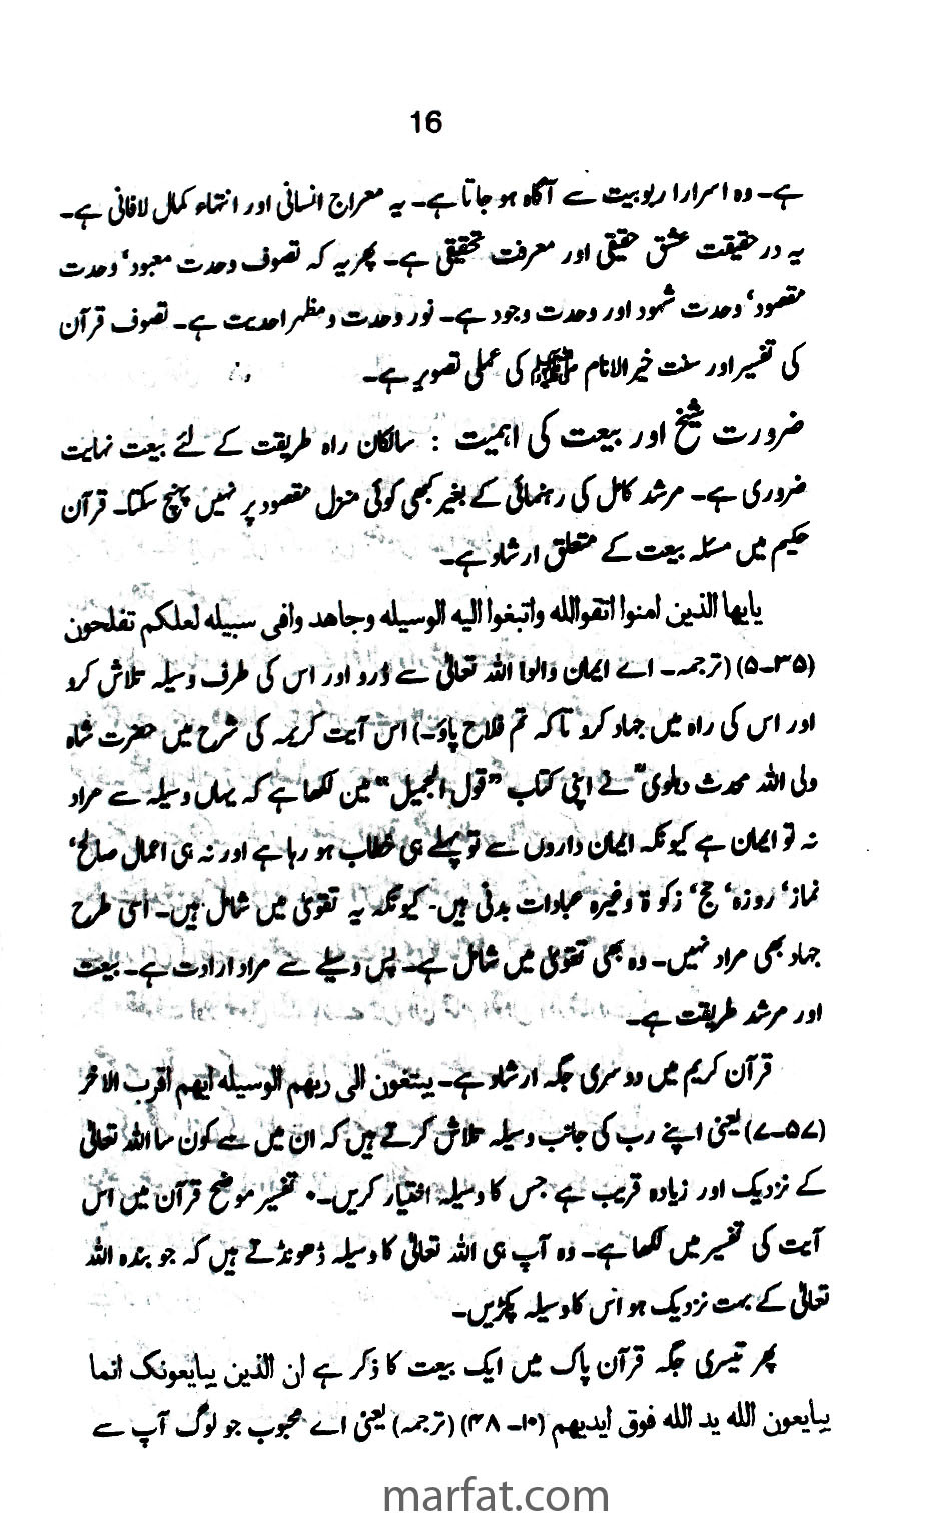 16
ہے۔ وہ اسرار ربوبیت سے آگاہ ہو جاتا ہے۔ یہ معراج انسانی اور انتہاء کمال لافانی ہے۔
یہ در حقیقت عشق حقیقی اور معرفت تحقیقی ہے۔ پھر یہ کہ تصوف وحدت معبود، وحدت
مقصود، وحدت شہود اور وحدت وجود ہے۔ نور وحدت و مظہر احدیت ہے۔ تصوف قرآن
کی تفسیر اور سنت خیر الانام ﷺ کی عملی تصویر ہے۔
ضرورت شیخ اور بیعت کی اہمیت : سالکان راہ طریقت کے لئے بیعت نہایت
ضروری ہے۔ مرشد کامل کی رہنمائی کے بغیر کبھی کوئی منزل مقصود پر نہیں پہنچ سکتا۔ قرآن
حکیم میں مسئلہ بیعت کے متعلق ارشاد ہے۔
یایھا الذین امنوا اتقواللہ وابتغوا الیہ الوسیلہ وجاھد وافی سبیلہ لعلکم تفلحون
(۳۵۔۵) (ترجمہ۔ اے ایمان والو! اللہ تعالیٰ سے ڈرو اور اس کی طرف وسیلہ تلاش کرو
اور اس کی راہ میں جہاد کرو تاکہ تم فلاح پاؤ۔) اس آیت کریمہ کی شرح میں حضرت شاہ
ولی اللہ محدث دہلویؒ نے اپنی کتاب ”قول الجمیل“ میں لکھا ہے کہ یہاں وسیلہ سے مراد
نہ تو ایمان ہے کیونکہ ایمان داروں سے تو پہلے ہی خطاب ہو رہا ہے اور نہ ہی اعمال صالح،
نماز، روزہ، حج، زکوۃ وغیرہ عبادات بدنی ہیں۔ کیونکہ یہ تقویٰ میں شامل ہیں۔ اسی طرح
جہاد بھی مراد نہیں۔ وہ بھی تقویٰ میں شامل ہے۔ پس وسیلے سے مراد ارادت ہے۔ بیعت
اور مرشد طریقت ہے۔
قرآن کریم میں دوسری جگہ ارشاد ہے۔ یبتغون الی ربھم الوسیلہ ایھم اقرب الاخر
(۵۷۔۷) یعنی اپنے رب کی جانب وسیلہ تلاش کرتے ہیں کہ ان میں سے کون سا اللہ تعالیٰ
کے نزدیک اور زیادہ قریب ہے جس کا وسیلہ اختیار کریں۔ تفسیر موضح قرآن میں اس
آیت کی تفسیر میں لکھا ہے۔ وہ آپ ہی اللہ تعالیٰ کا وسیلہ ڈھونڈتے ہیں کہ جو بندہ اللہ
تعالیٰ کے بہت نزدیک ہو اس کا وسیلہ پکڑیں۔
پھر تیسری جگہ قرآن پاک میں ایک بیعت کا ذکر ہے ان الذین یبایعونک انما
یبایعون اللہ ید اللہ فوق ایدیھم (۱۰۔ ۴۸) (ترجمہ) یعنی اے محبوب جو لوگ آپ سے
marfat.com